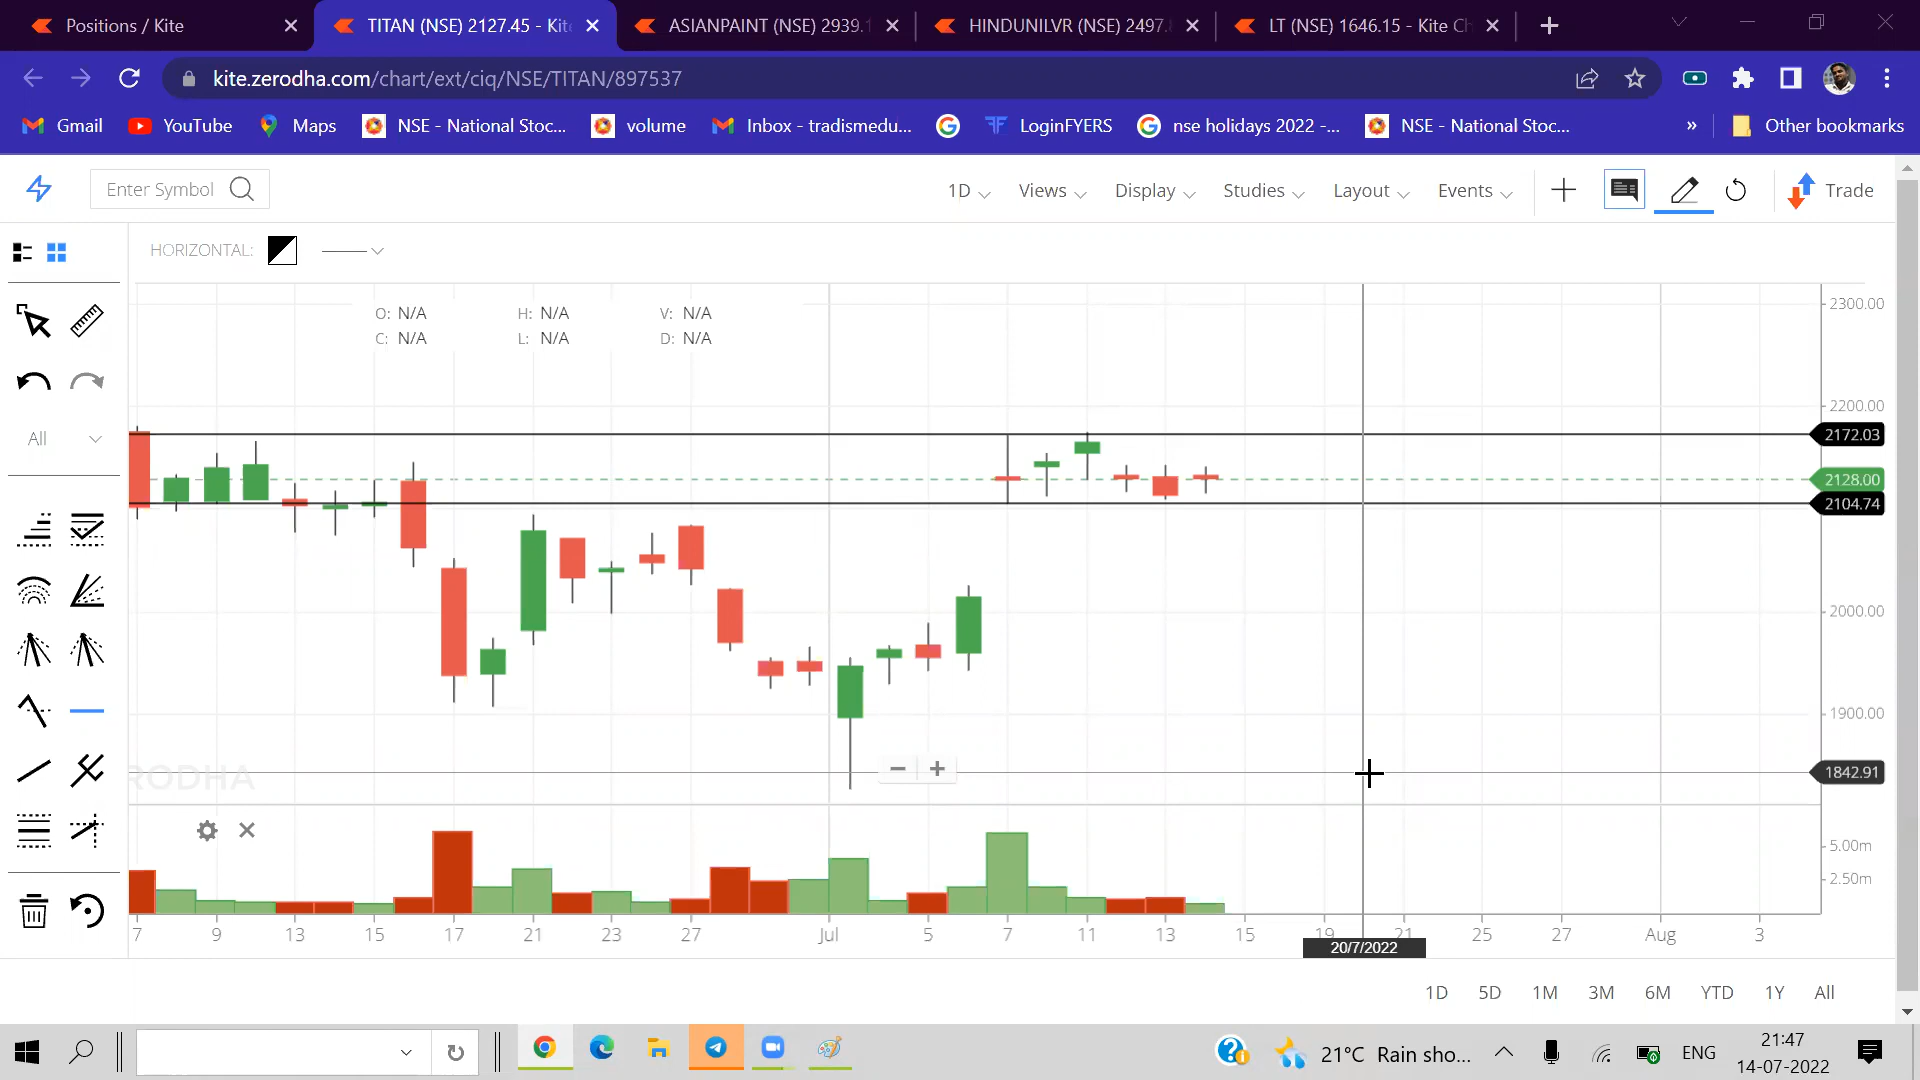 Positions / Kite
TITAN (NSE) 2127.45 - Kite
ASIANPAINT (NSE) 2939.1
HINDUNILVR (NSE) 2497.
LT (NSE) 1646.15 - Kite Ch
kite.zerodha.com/chart/ext/ciq/NSE/TITAN/897537
Gmail
YouTube
Maps
NSE - National Stoc...
volume
Inbox - tradismedu...
LoginFYERS
nse holidays 2022 -...
NSE - National Stoc...
»
Other bookmarks
Enter Symbol
1D
Views
Display
Studies
Layout
Events
Trade
HORIZONTAL:
O: N/A H: N/A V: N/A
C: N/A L: N/A D: N/A
All
2300.00
2200.00
2172.03
2128.00
2104.74
2000.00
1900.00
1842.91
RODHA
5.00m
2.50m
7 9 13 15 17 21 23 27 Jul 5 7 11 13 15 19 21 25 27 Aug 3
20/7/2022
1D 5D 1M 3M 6M YTD 1Y All
21°C Rain sho...
ENG
21:47
14-07-2022